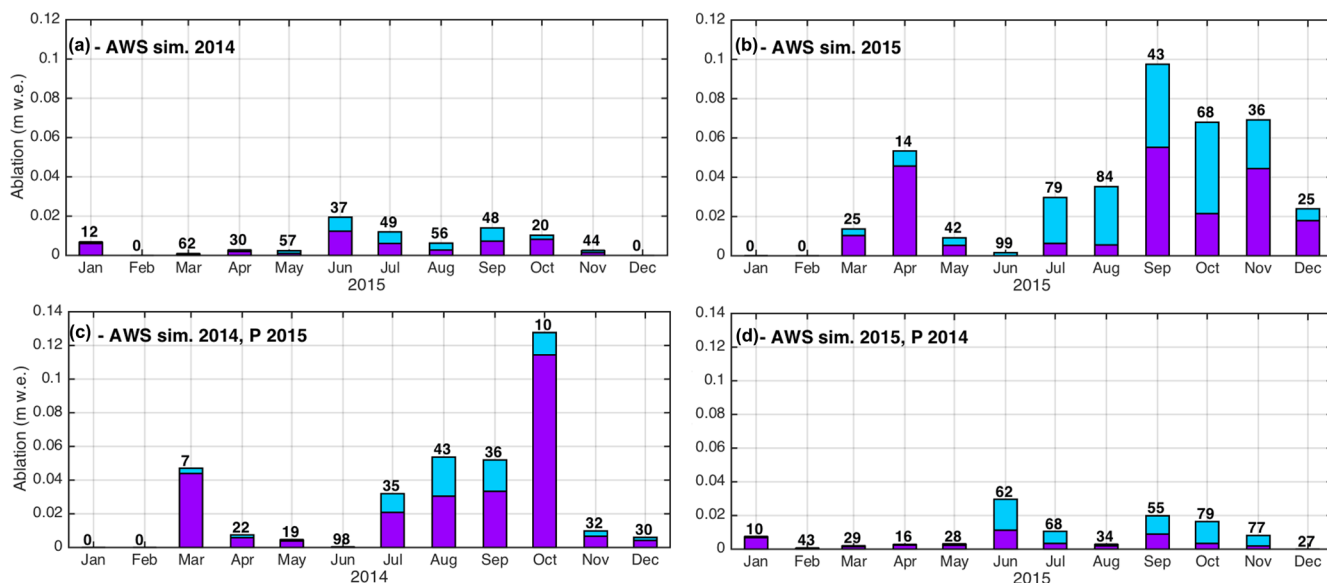 (a) - AWS sim. 2014
Ablation (m w.e.)
0.12
0.1
0.08
0.06
0.04
0.02
0
12 0 62 30 57 37 49 56 48 20 44 0
Jan Feb Mar Apr May Jun Jul Aug Sep Oct Nov Dec
2015
(b) - AWS sim. 2015
0.12
0.1
0.08
0.06
0.04
0.02
0
0 0 25 14 42 99 79 84 43 68 36 25
Jan Feb Mar Apr May Jun Jul Aug Sep Oct Nov Dec
2015
(c) - AWS sim. 2014, P 2015
Ablation (m w.e.)
0.14
0.12
0.1
0.08
0.06
0.04
0.02
0
0 0 7 22 19 98 35 43 36 10 32 30
Jan Feb Mar Apr May Jun Jul Aug Sep Oct Nov Dec
2014
(d) - AWS sim. 2015, P 2014
0.14
0.12
0.1
0.08
0.06
0.04
0.02
0
10 43 29 16 28 62 68 34 55 79 77 27
Jan Feb Mar Apr May Jun Jul Aug Sep Oct Nov Dec
2015